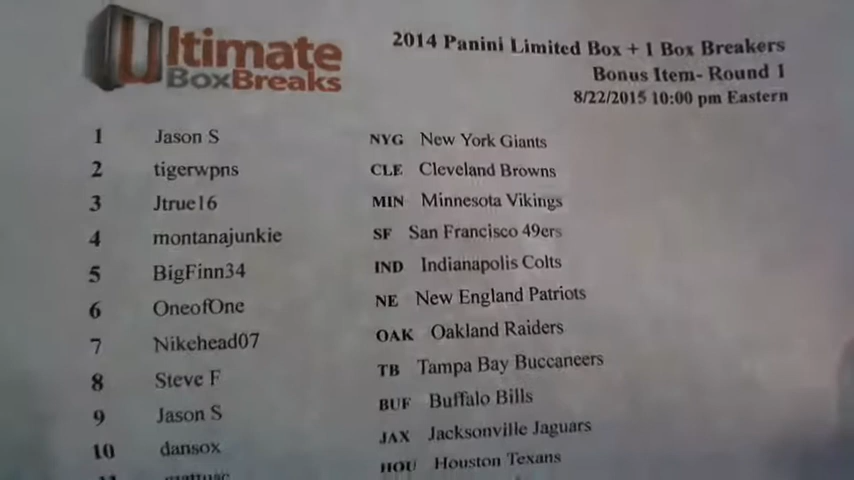 Ultimate
BoxBreaks
2014 Panini Limited Box + 1 Box Breakers
Bonus Item- Round 1
8/22/2015 10:00 pm Eastern
1 Jason S NYG New York Giants
2 tigerwpns CLE Cleveland Browns
3 Jtrue16 MIN Minnesota Vikings
4 montanajunkie SF San Francisco 49ers
5 BigFinn34 IND Indianapolis Colts
6 OneofOne NE New England Patriots
7 Nikehead07 OAK Oakland Raiders
8 Steve F TB Tampa Bay Buccaneers
9 Jason S BUF Buffalo Bills
10 dansox JAX Jacksonville Jaguars
HOU Houston Texans